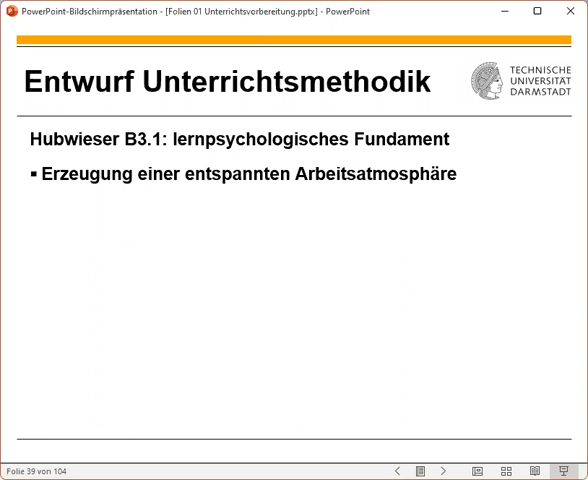 PowerPoint-Bildschirmpräsentation - [Folien 01 Unterrichtsvorbereitung.pptx] - PowerPoint
Entwurf Unterrichtsmethodik
TECHNISCHE
UNIVERSITÄT
DARMSTADT
Hubwieser B3.1: lernpsychologisches Fundament
▪ Erzeugung einer entspannten Arbeitsatmosphäre
Folie 39 von 104